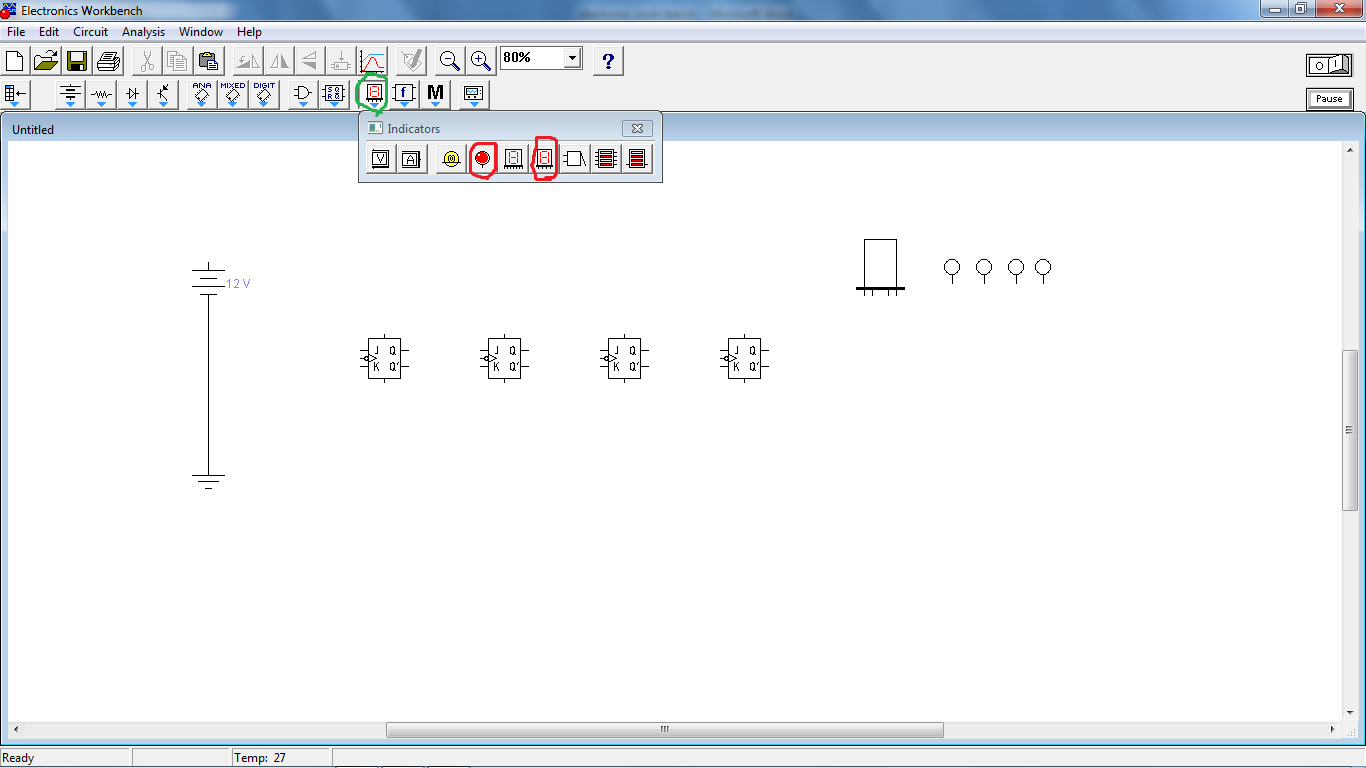 Electronics Workbench
File Edit Circuit Analysis Window Help
80% ?
ANA MIXED DIGIT f M
Pause
Indicators
Untitled
V A
12 V
J Q J Q J Q J Q
K Q' K Q' K Q' K Q'
Ready Temp: 27